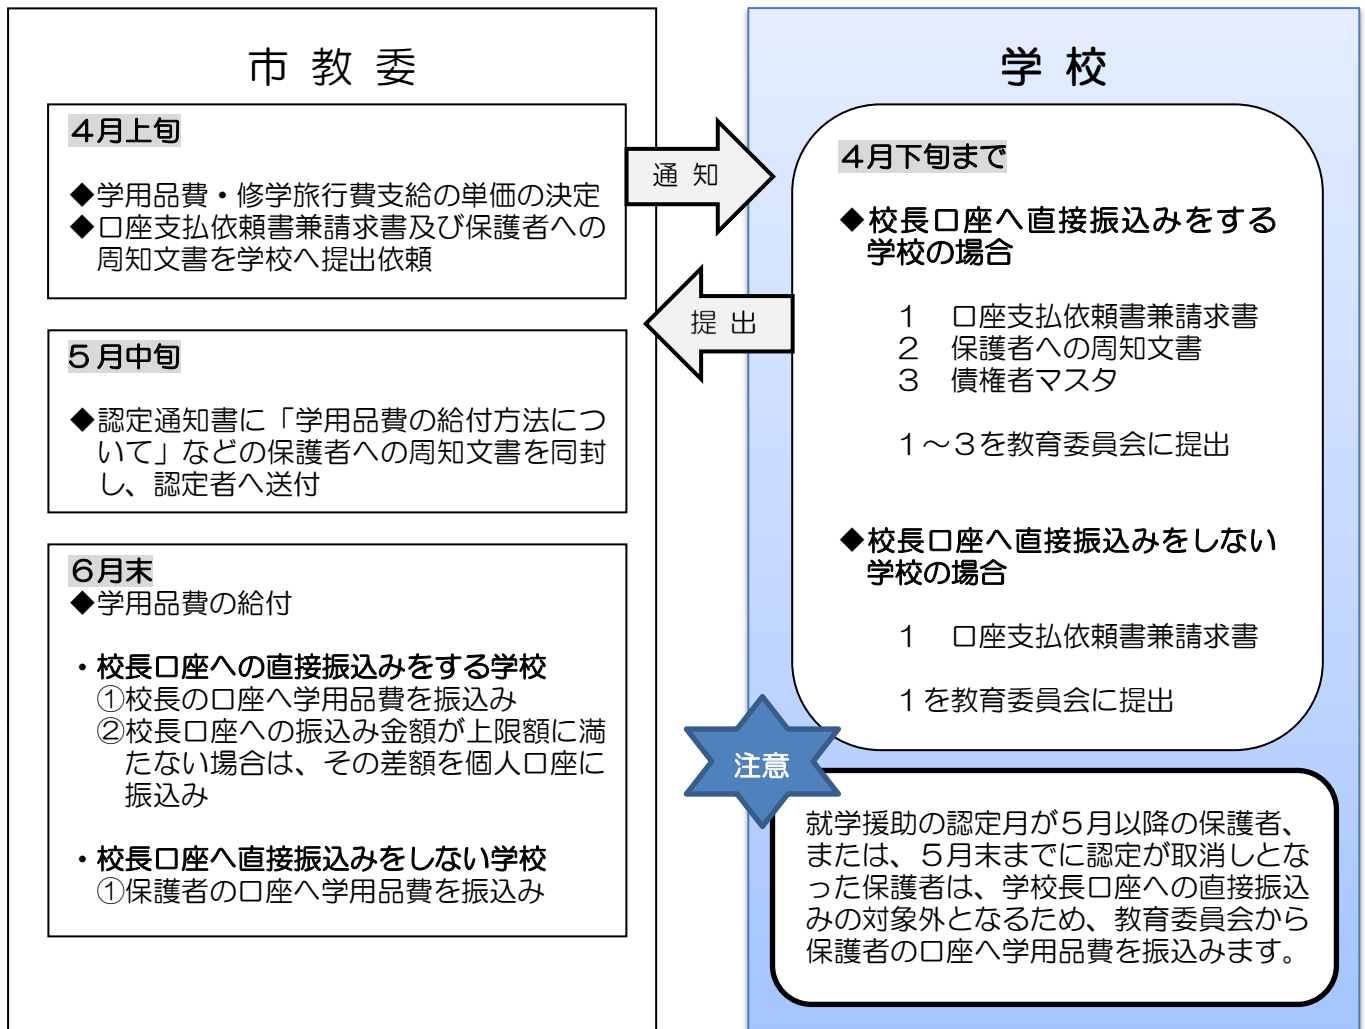 市 教 委
４月上旬
◆学用品費・修学旅行費支給の単価の決定
◆口座支払依頼書兼請求書及び保護者への
周知文書を学校へ提出依頼
５月中旬
◆認定通知書に「学用品費の給付方法につ
いて」などの保護者への周知文書を同封
し、認定者へ送付
６月末
◆学用品費の給付
・校長口座への直接振込みをする学校
①校長の口座へ学用品費を振込み
②校長口座への振込み金額が上限額に満
たない場合は、その差額を個人口座に
振込み
・校長口座へ直接振込みをしない学校
①保護者の口座へ学用品費を振込み
通 知
提 出
学 校
４月下旬まで
◆校長口座へ直接振込みをする
学校の場合
１　口座支払依頼書兼請求書
２　保護者への周知文書
３　債権者マスタ
１～３を教育委員会に提出
◆校長口座へ直接振込みをしない
学校の場合
１　口座支払依頼書兼請求書
１を教育委員会に提出
注意
就学援助の認定月が５月以降の保護者、
または、５月末までに認定が取消しとな
った保護者は、学校長口座への直接振込
みの対象外となるため、教育委員会から
保護者の口座へ学用品費を振込みます。